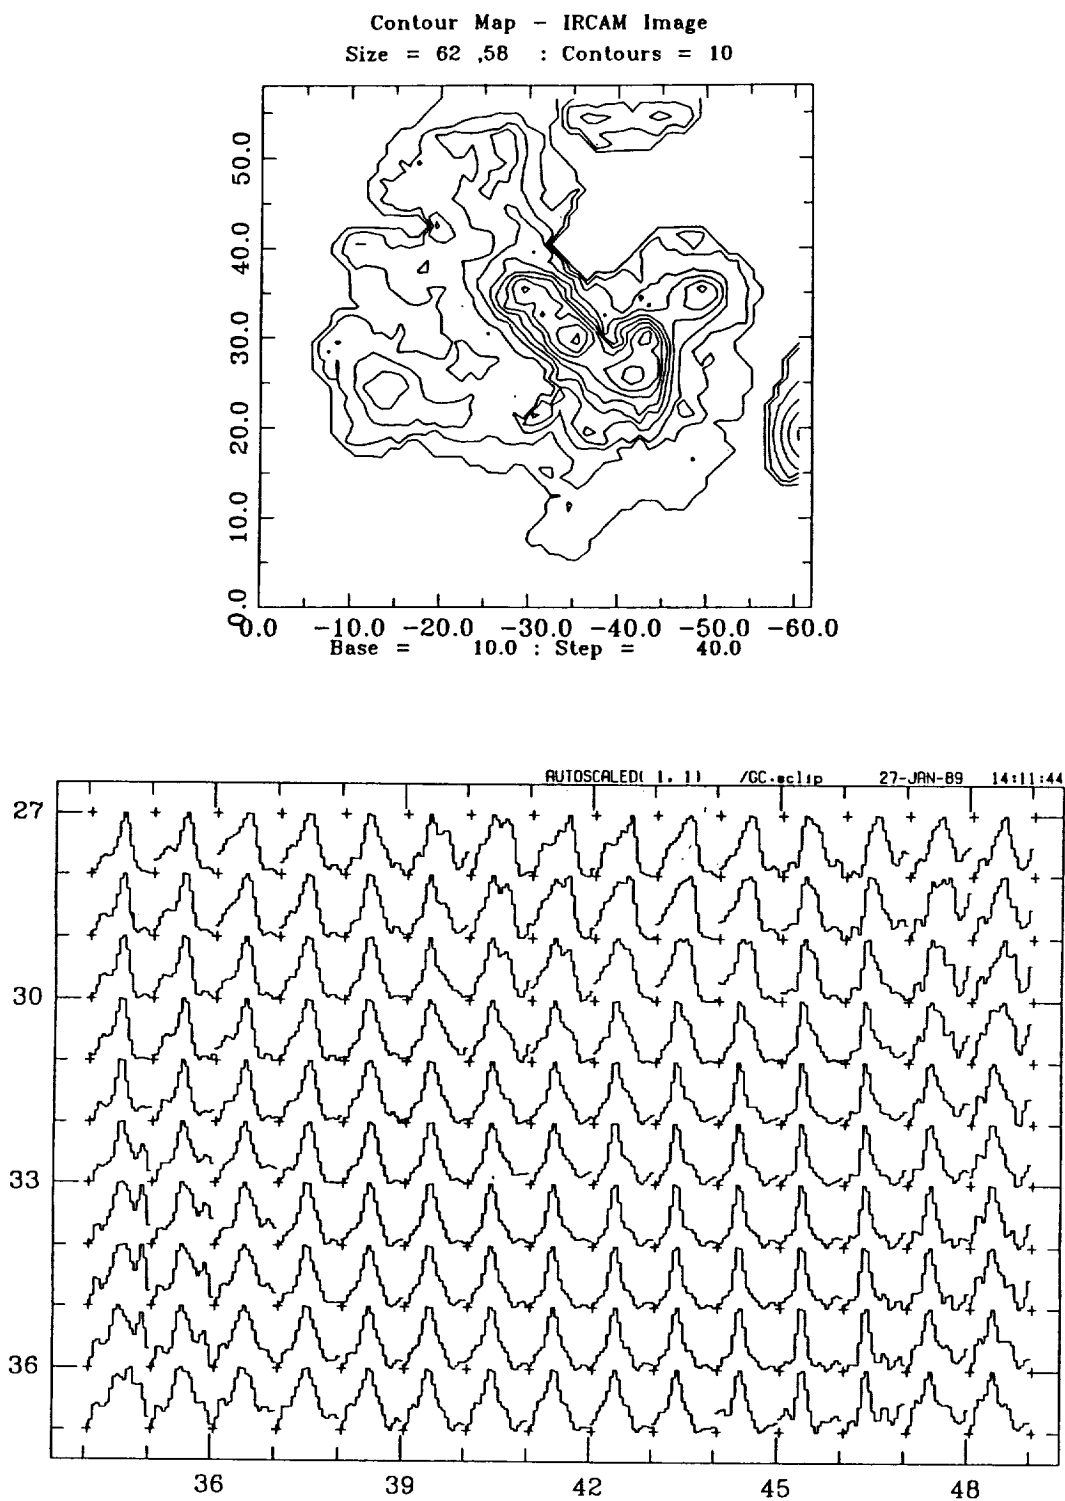 Contour Map - IRCAM Image
Size = 62 ,58 : Contours = 10
50.0
40.0
30.0
20.0
10.0
0.0
0.0 -10.0 -20.0 -30.0 -40.0 -50.0 -60.0
Base = 10.0 : Step = 40.0
AUTOSCALED( 1. 1) /GC.sclip 27-JAN-89 14:11:44
27
30
33
36
36 39 42 45 48